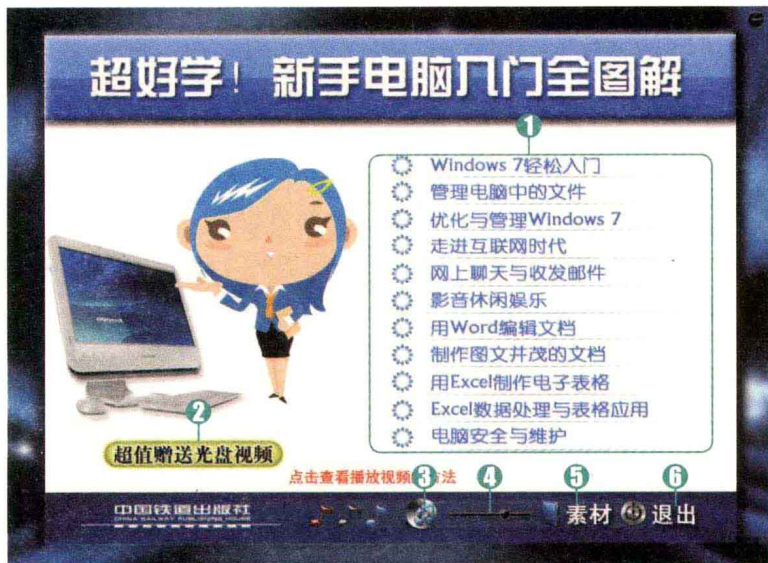 超好学！新手电脑入门全图解
1
Windows 7轻松入门
管理电脑中的文件
优化与管理Windows 7
走进互联网时代
网上聊天与收发邮件
影音休闲娱乐
用Word编辑文档
制作图文并茂的文档
用Excel制作电子表格
Excel数据处理与表格应用
电脑安全与维护
2
超值赠送光盘视频
点击查看播放视频 方法
3 4 5 6
中国铁道出版社
CHINA RAILWAY PUBLISHING HOUSE
素材 退出